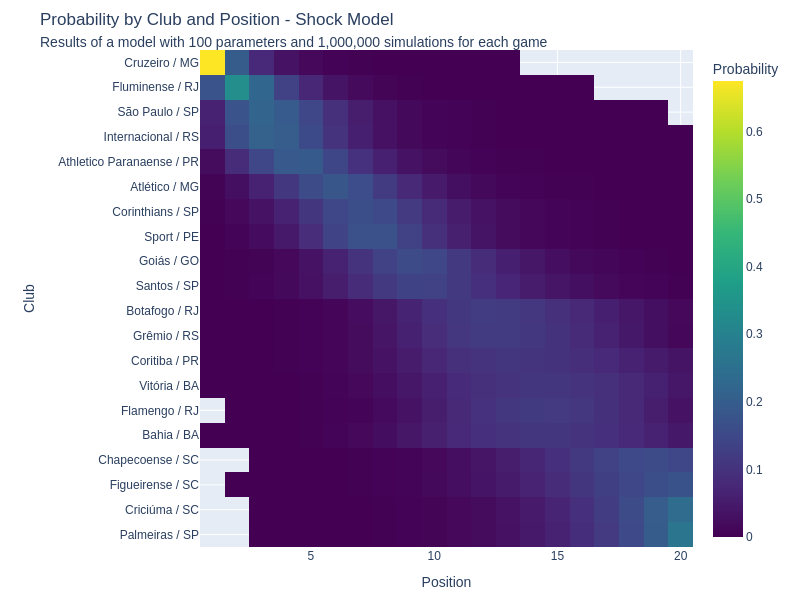 Probability by Club and Position - Shock Model
Results of a model with 100 parameters and 1,000,000 simulations for each game
Probability
Cruzeiro / MG
Fluminense / RJ
São Paulo / SP
Internacional / RS
Athletico Paranaense / PR
Atlético / MG
Corinthians / SP
Sport / PE
Goiás / GO
Santos / SP
Botafogo / RJ
Grêmio / RS
Coritiba / PR
Vitória / BA
Flamengo / RJ
Bahia / BA
Chapecoense / SC
Figueirense / SC
Criciúma / SC
Palmeiras / SP
Club
5 10 15 20
Position
0.6
0.5
0.4
0.3
0.2
0.1
0